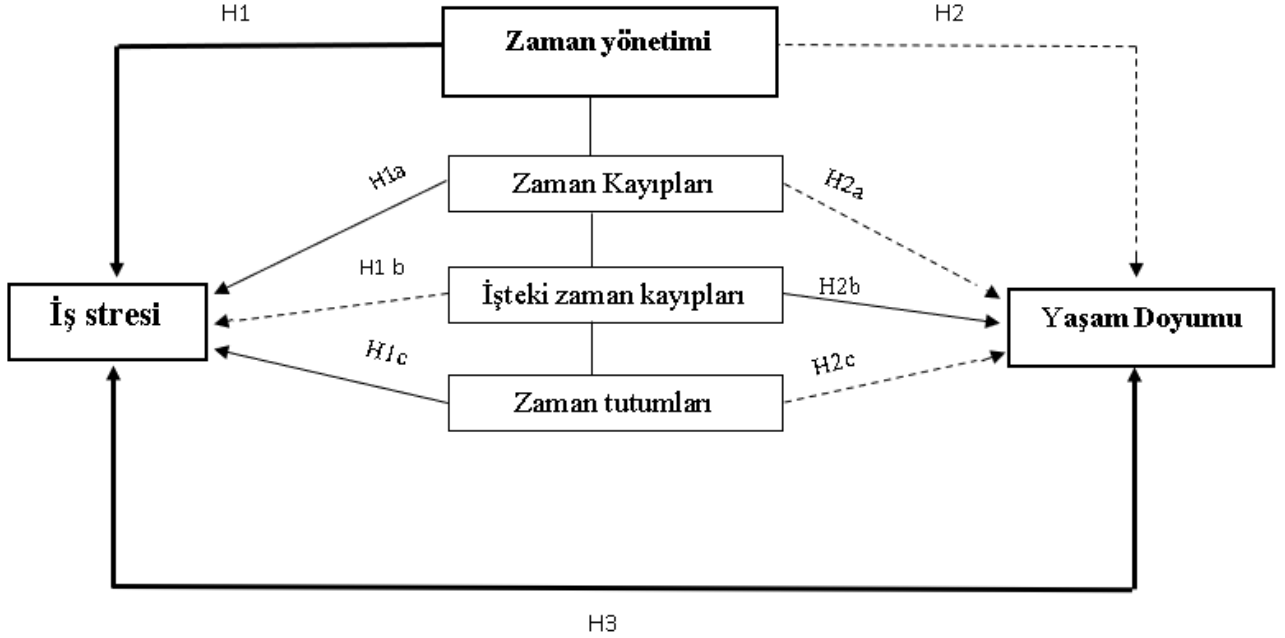 H1
H2
Zaman yönetimi
H1a
Zaman Kayıpları
H2a
H1 b
İşteki zaman kayıpları
H2b
İş stresi
Yaşam Doyumu
H1c
Zaman tutumları
H2c
H3